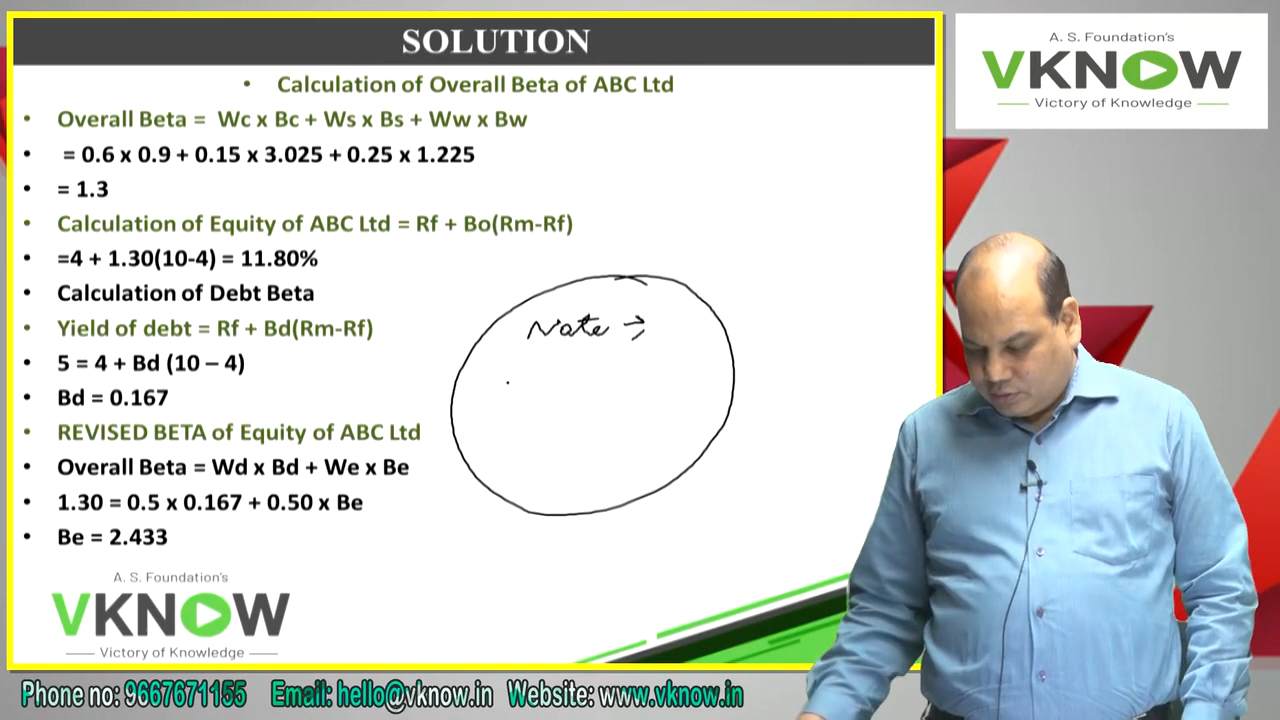 SOLUTION
• Calculation of Overall Beta of ABC Ltd
• Overall Beta = Wc x Bc + Ws x Bs + Ww x Bw
• = 0.6 x 0.9 + 0.15 x 3.025 + 0.25 x 1.225
• = 1.3
• Calculation of Equity of ABC Ltd = Rf + Bo(Rm-Rf)
• =4 + 1.30(10-4) = 11.80%
• Calculation of Debt Beta
• Yield of debt = Rf + Bd(Rm-Rf)
• 5 = 4 + Bd (10 – 4)
• Bd = 0.167
• REVISED BETA of Equity of ABC Ltd
• Overall Beta = Wd x Bd + We x Be
• 1.30 = 0.5 x 0.167 + 0.50 x Be
• Be = 2.433
Note →
A. S. Foundation's
VKNOW
Victory of Knowledge
A. S. Foundation's
VKNOW
Victory of Knowledge
Phone no: 9667671155 Email: hello@vknow.in Website: www.vknow.in